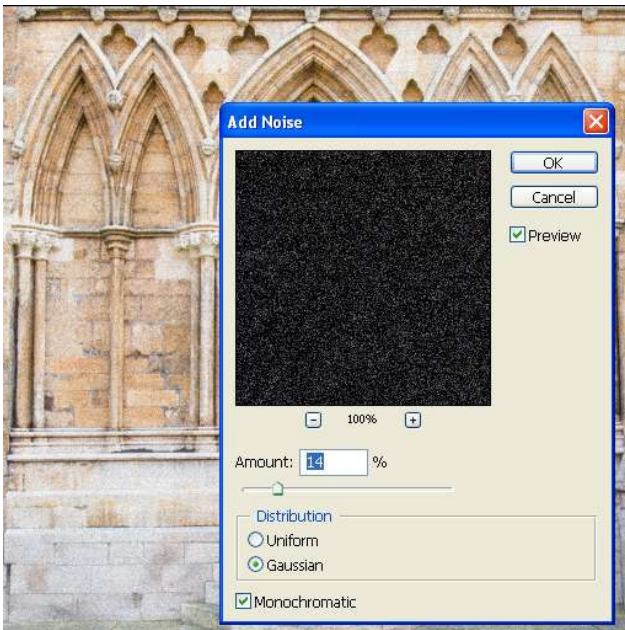 Add Noise
OK
Cancel
Preview
100%
Amount: 14 %
Distribution
Uniform
Gaussian
Monochromatic